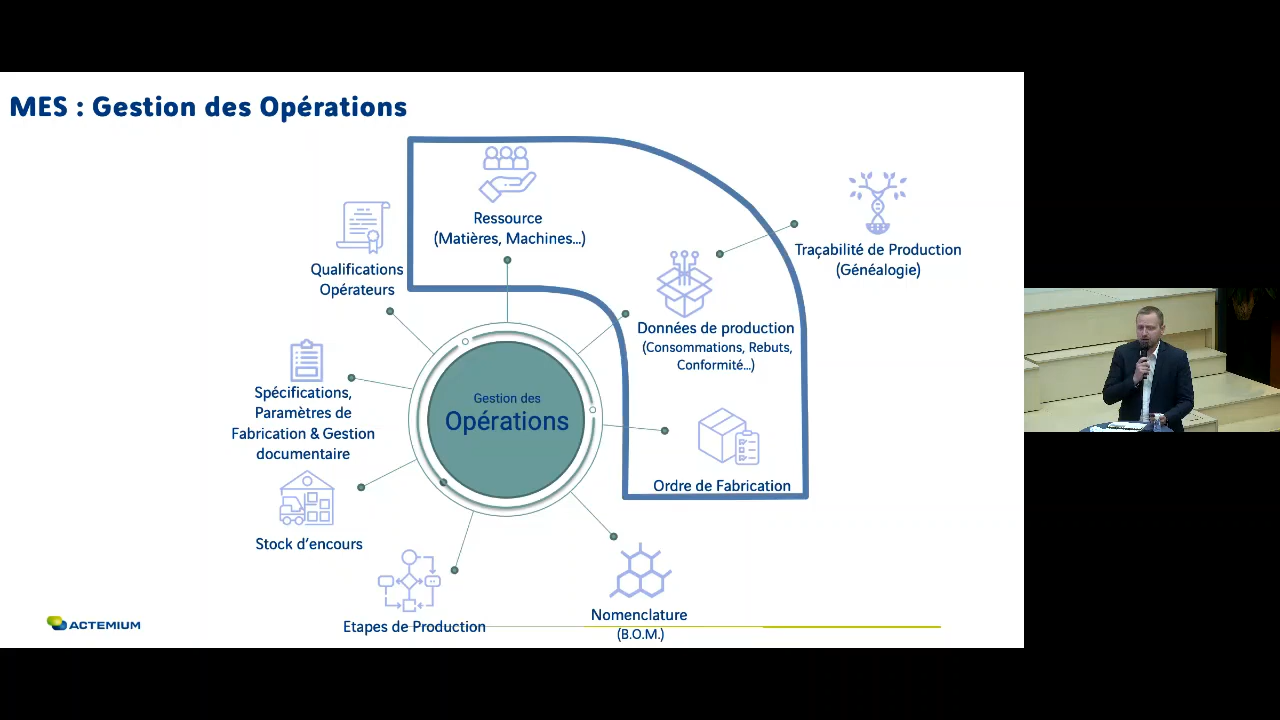 MES : Gestion des Opérations
Ressource
(Matières, Machines...)
Qualifications
Opérateurs
Traçabilité de Production
(Généalogie)
Données de production
(Consommations, Rebuts,
Conformité...)
Spécifications,
Paramètres de
Fabrication & Gestion
documentaire
Gestion des
Opérations
Ordre de Fabrication
Stock d'encours
Etapes de Production
Nomenclature
(B.O.M.)
ACTEMIUM